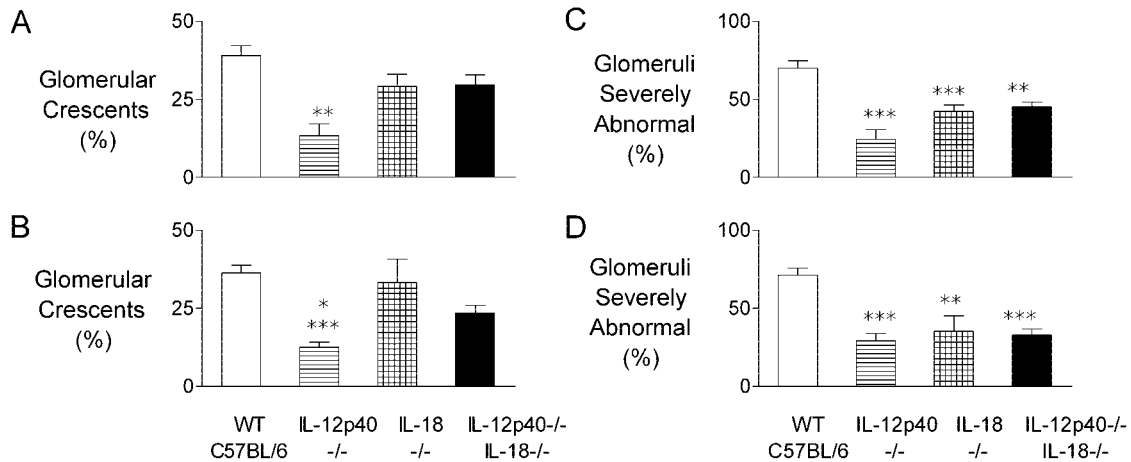 A
Glomerular
Crescents
(%)
50
25
0
**
B
Glomerular
Crescents
(%)
50
25
0
*
***
WT
C57BL/6
IL-12p40
-/-
IL-18
-/-
IL-12p40-/-
IL-18-/-
C
Glomeruli
Severely
Abnormal
(%)
100
50
0
***
***
**
D
Glomeruli
Severely
Abnormal
(%)
100
50
0
***
**
***
WT
C57BL/6
IL-12p40
-/-
IL-18
-/-
IL-12p40-/-
IL-18-/-